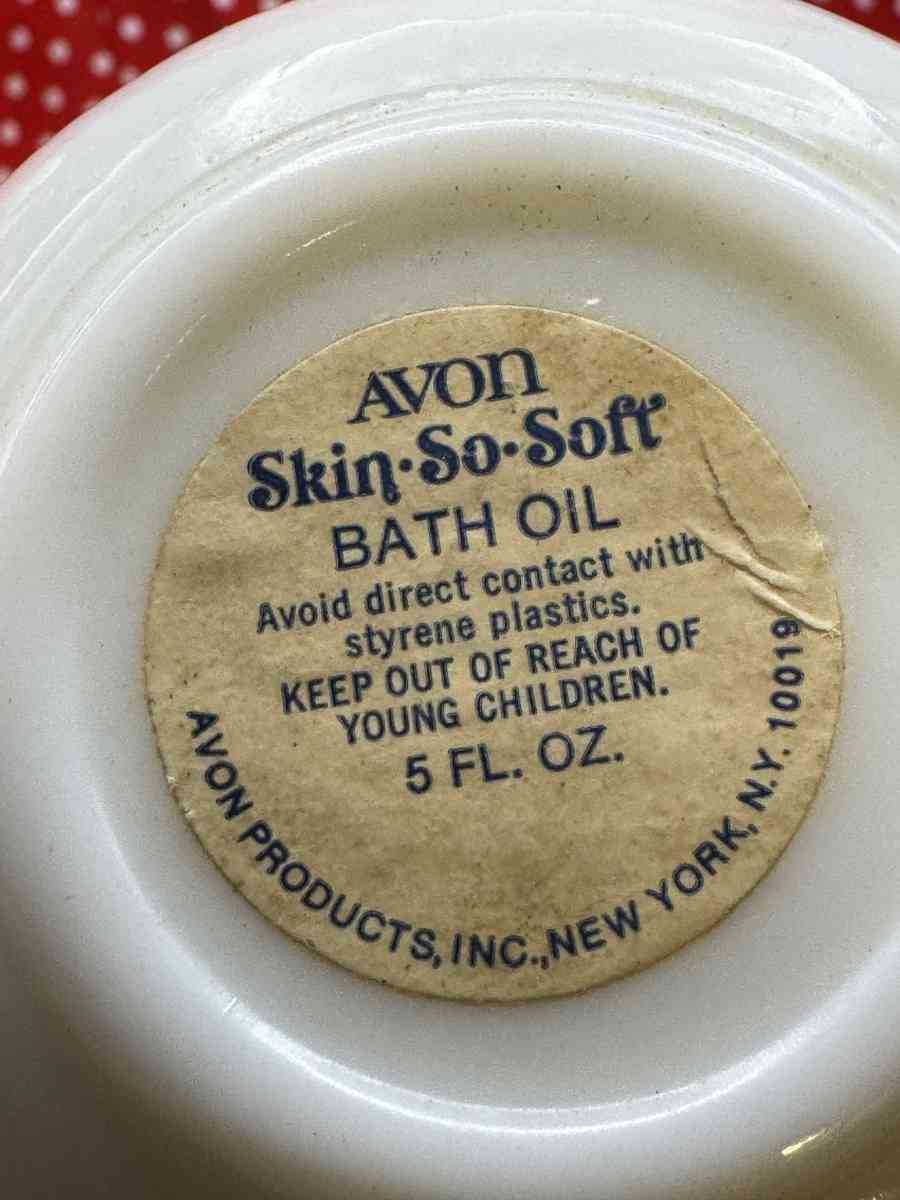 AVON
Skin·So·Soft
BATH OIL
Avoid direct contact with
styrene plastics.
KEEP OUT OF REACH OF
YOUNG CHILDREN.
5 FL. OZ.
AVON PRODUCTS, INC., NEW YORK, N.Y. 10019